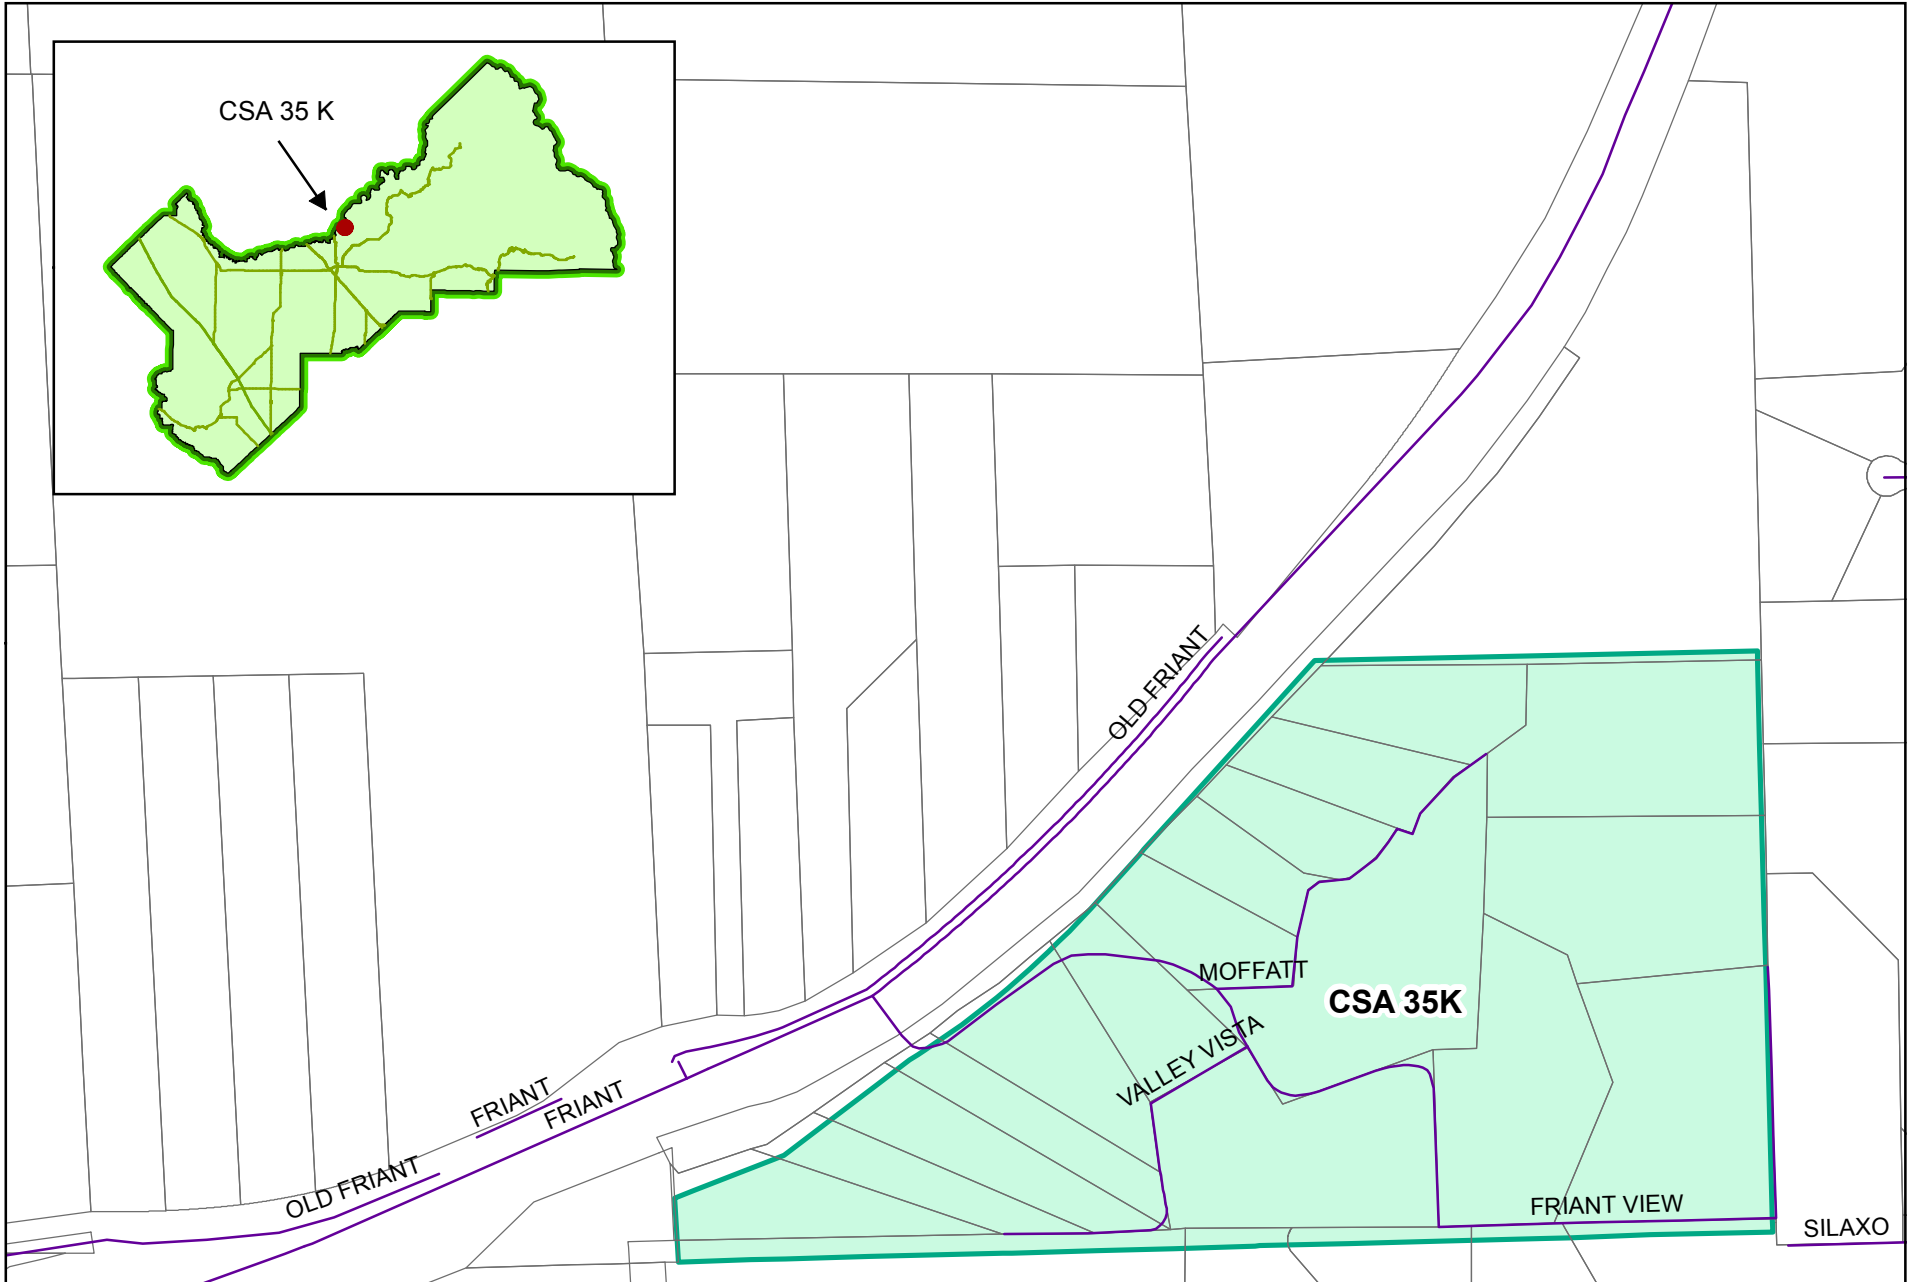 CSA 35 K
OLD FRIANT
MOFFATT
CSA 35K
VALLEY VISTA
FRIANT
FRIANT
OLD FRIANT
FRIANT VIEW
SILAXO